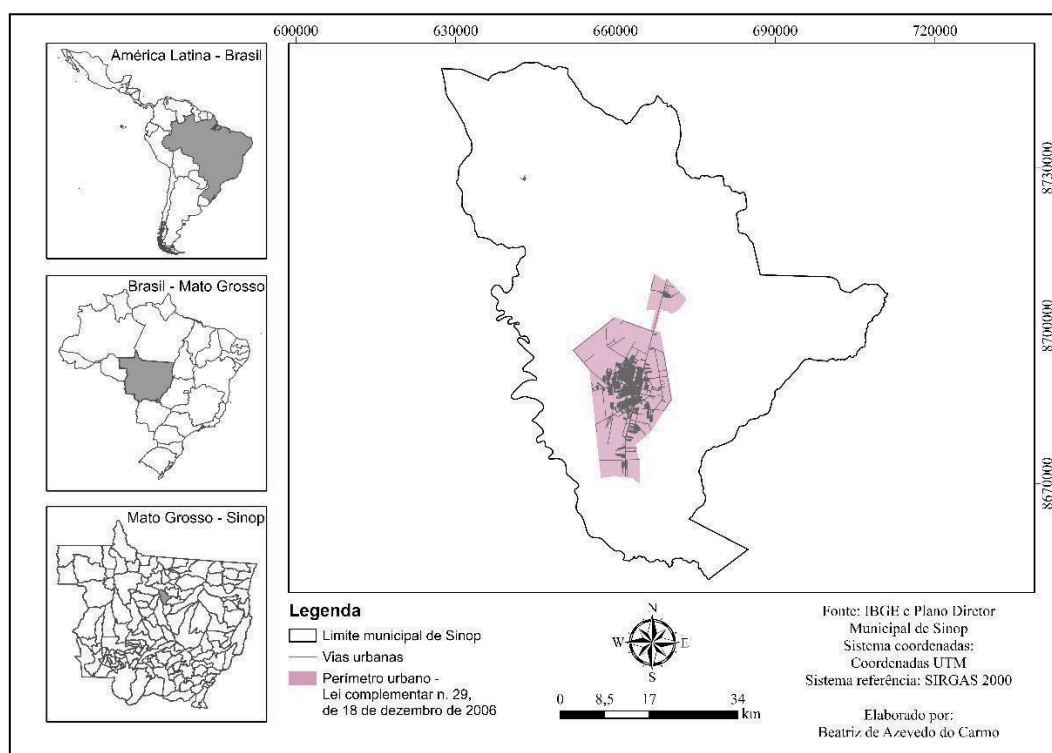 600000
630000
660000
690000
720000
América Latina - Brasil
8730000
Brasil - Mato Grosso
8700000
8670000
Mato Grosso - Sinop
Legenda
Limite municipal de Sinop
Vias urbanas
Perímetro urbano -
Lei complementar n. 29,
de 18 de dezembro de 2006
N
W
E
S
0
8,5
17
34
km
Fonte: IBGE e Plano Diretor
Municipal de Sinop
Sistema coordenadas:
Coordenadas UTM
Sistema referência: SIRGAS 2000
Elaborado por:
Beatriz de Azevedo do Carmo